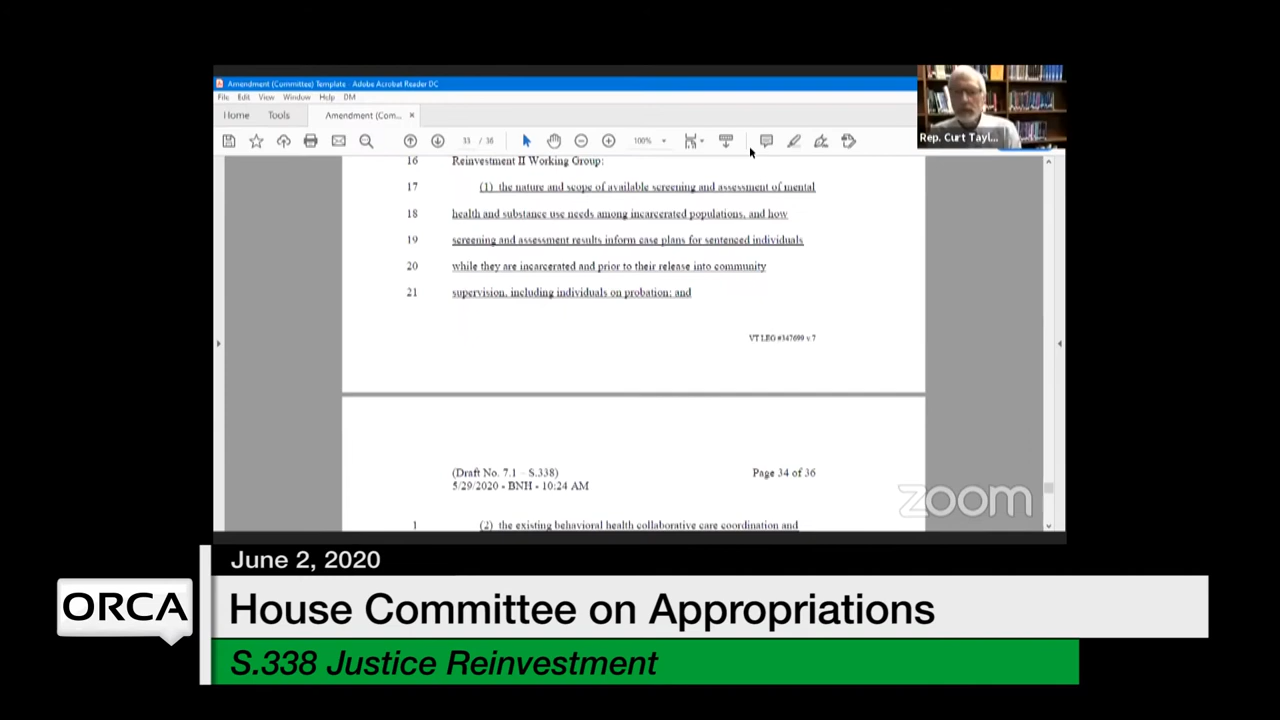 Amendment (Committee) Template - Adobe Acrobat Reader DC
File Edit View Window Help DM
Home Tools Amendment (Com... ×
33 / 36 100%
Rep. Curt Tayl...
16 Reinvestment II Working Group:
17 (1) the nature and scope of available screening and assessment of mental
18 health and substance use needs among incarcerated populations, and how
19 screening and assessment results inform case plans for sentenced individuals
20 while they are incarcerated and prior to their release into community
21 supervision, including individuals on probation; and
VT LEG #347699 v.7
(Draft No. 7.1 – S.338) Page 34 of 36
5/29/2020 - BNH - 10:24 AM
zoom
1 (2) the existing behavioral health collaborative care coordination and
June 2, 2020
ORCA
House Committee on Appropriations
S.338 Justice Reinvestment